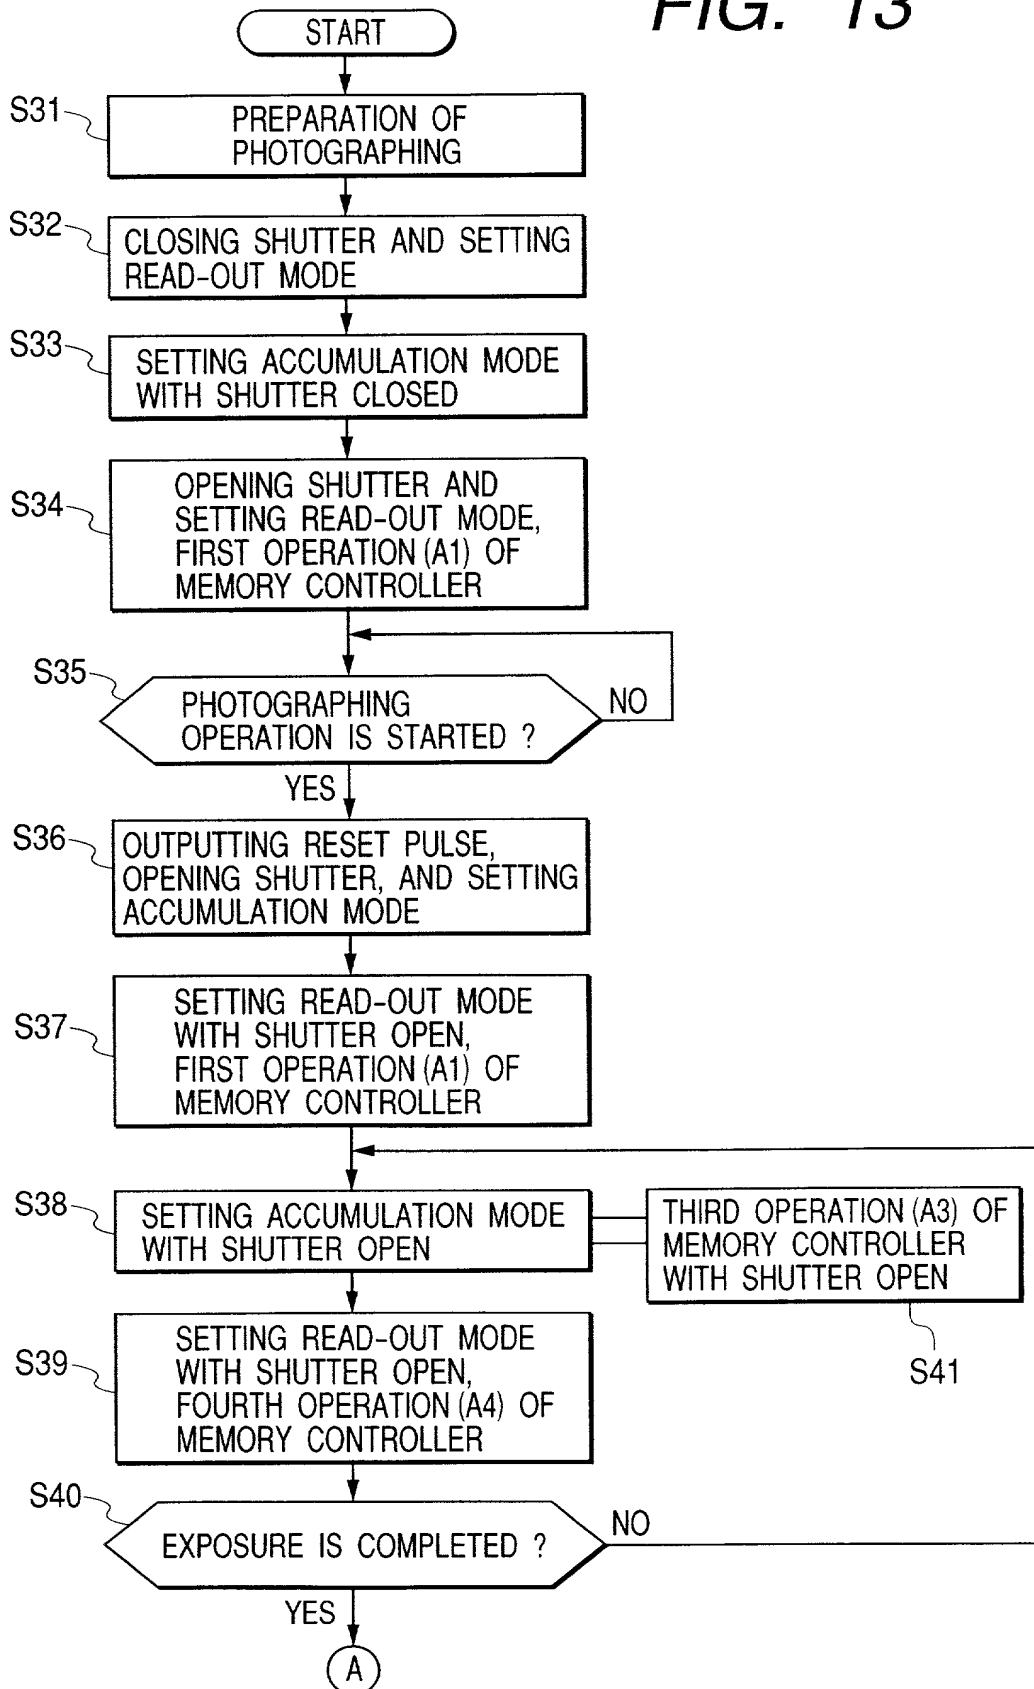 FIG. 13
START
S31
PREPARATION OF
PHOTOGRAPHING
S32
CLOSING SHUTTER AND SETTING
READ-OUT MODE
S33
SETTING ACCUMULATION MODE
WITH SHUTTER CLOSED
S34
OPENING SHUTTER AND
SETTING READ-OUT MODE,
FIRST OPERATION (A1) OF
MEMORY CONTROLLER
S35
PHOTOGRAPHING
OPERATION IS STARTED ?
NO
YES
S36
OUTPUTTING RESET PULSE,
OPENING SHUTTER, AND SETTING
ACCUMULATION MODE
S37
SETTING READ-OUT MODE
WITH SHUTTER OPEN,
FIRST OPERATION (A1) OF
MEMORY CONTROLLER
S38
SETTING ACCUMULATION MODE
WITH SHUTTER OPEN
THIRD OPERATION (A3) OF
MEMORY CONTROLLER
WITH SHUTTER OPEN
S41
S39
SETTING READ-OUT MODE
WITH SHUTTER OPEN,
FOURTH OPERATION (A4) OF
MEMORY CONTROLLER
S40
EXPOSURE IS COMPLETED ?
NO
YES
A